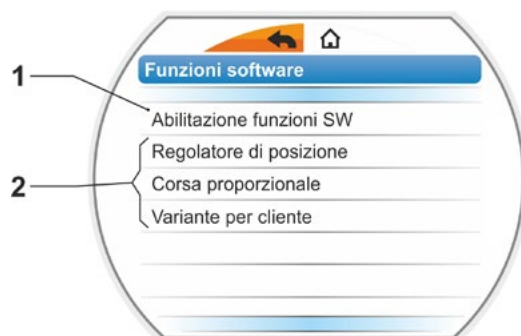 Funzioni software
1
Abilitazione funzioni SW
Regolatore di posizione
2
Corsa proporzionale
Variante per cliente